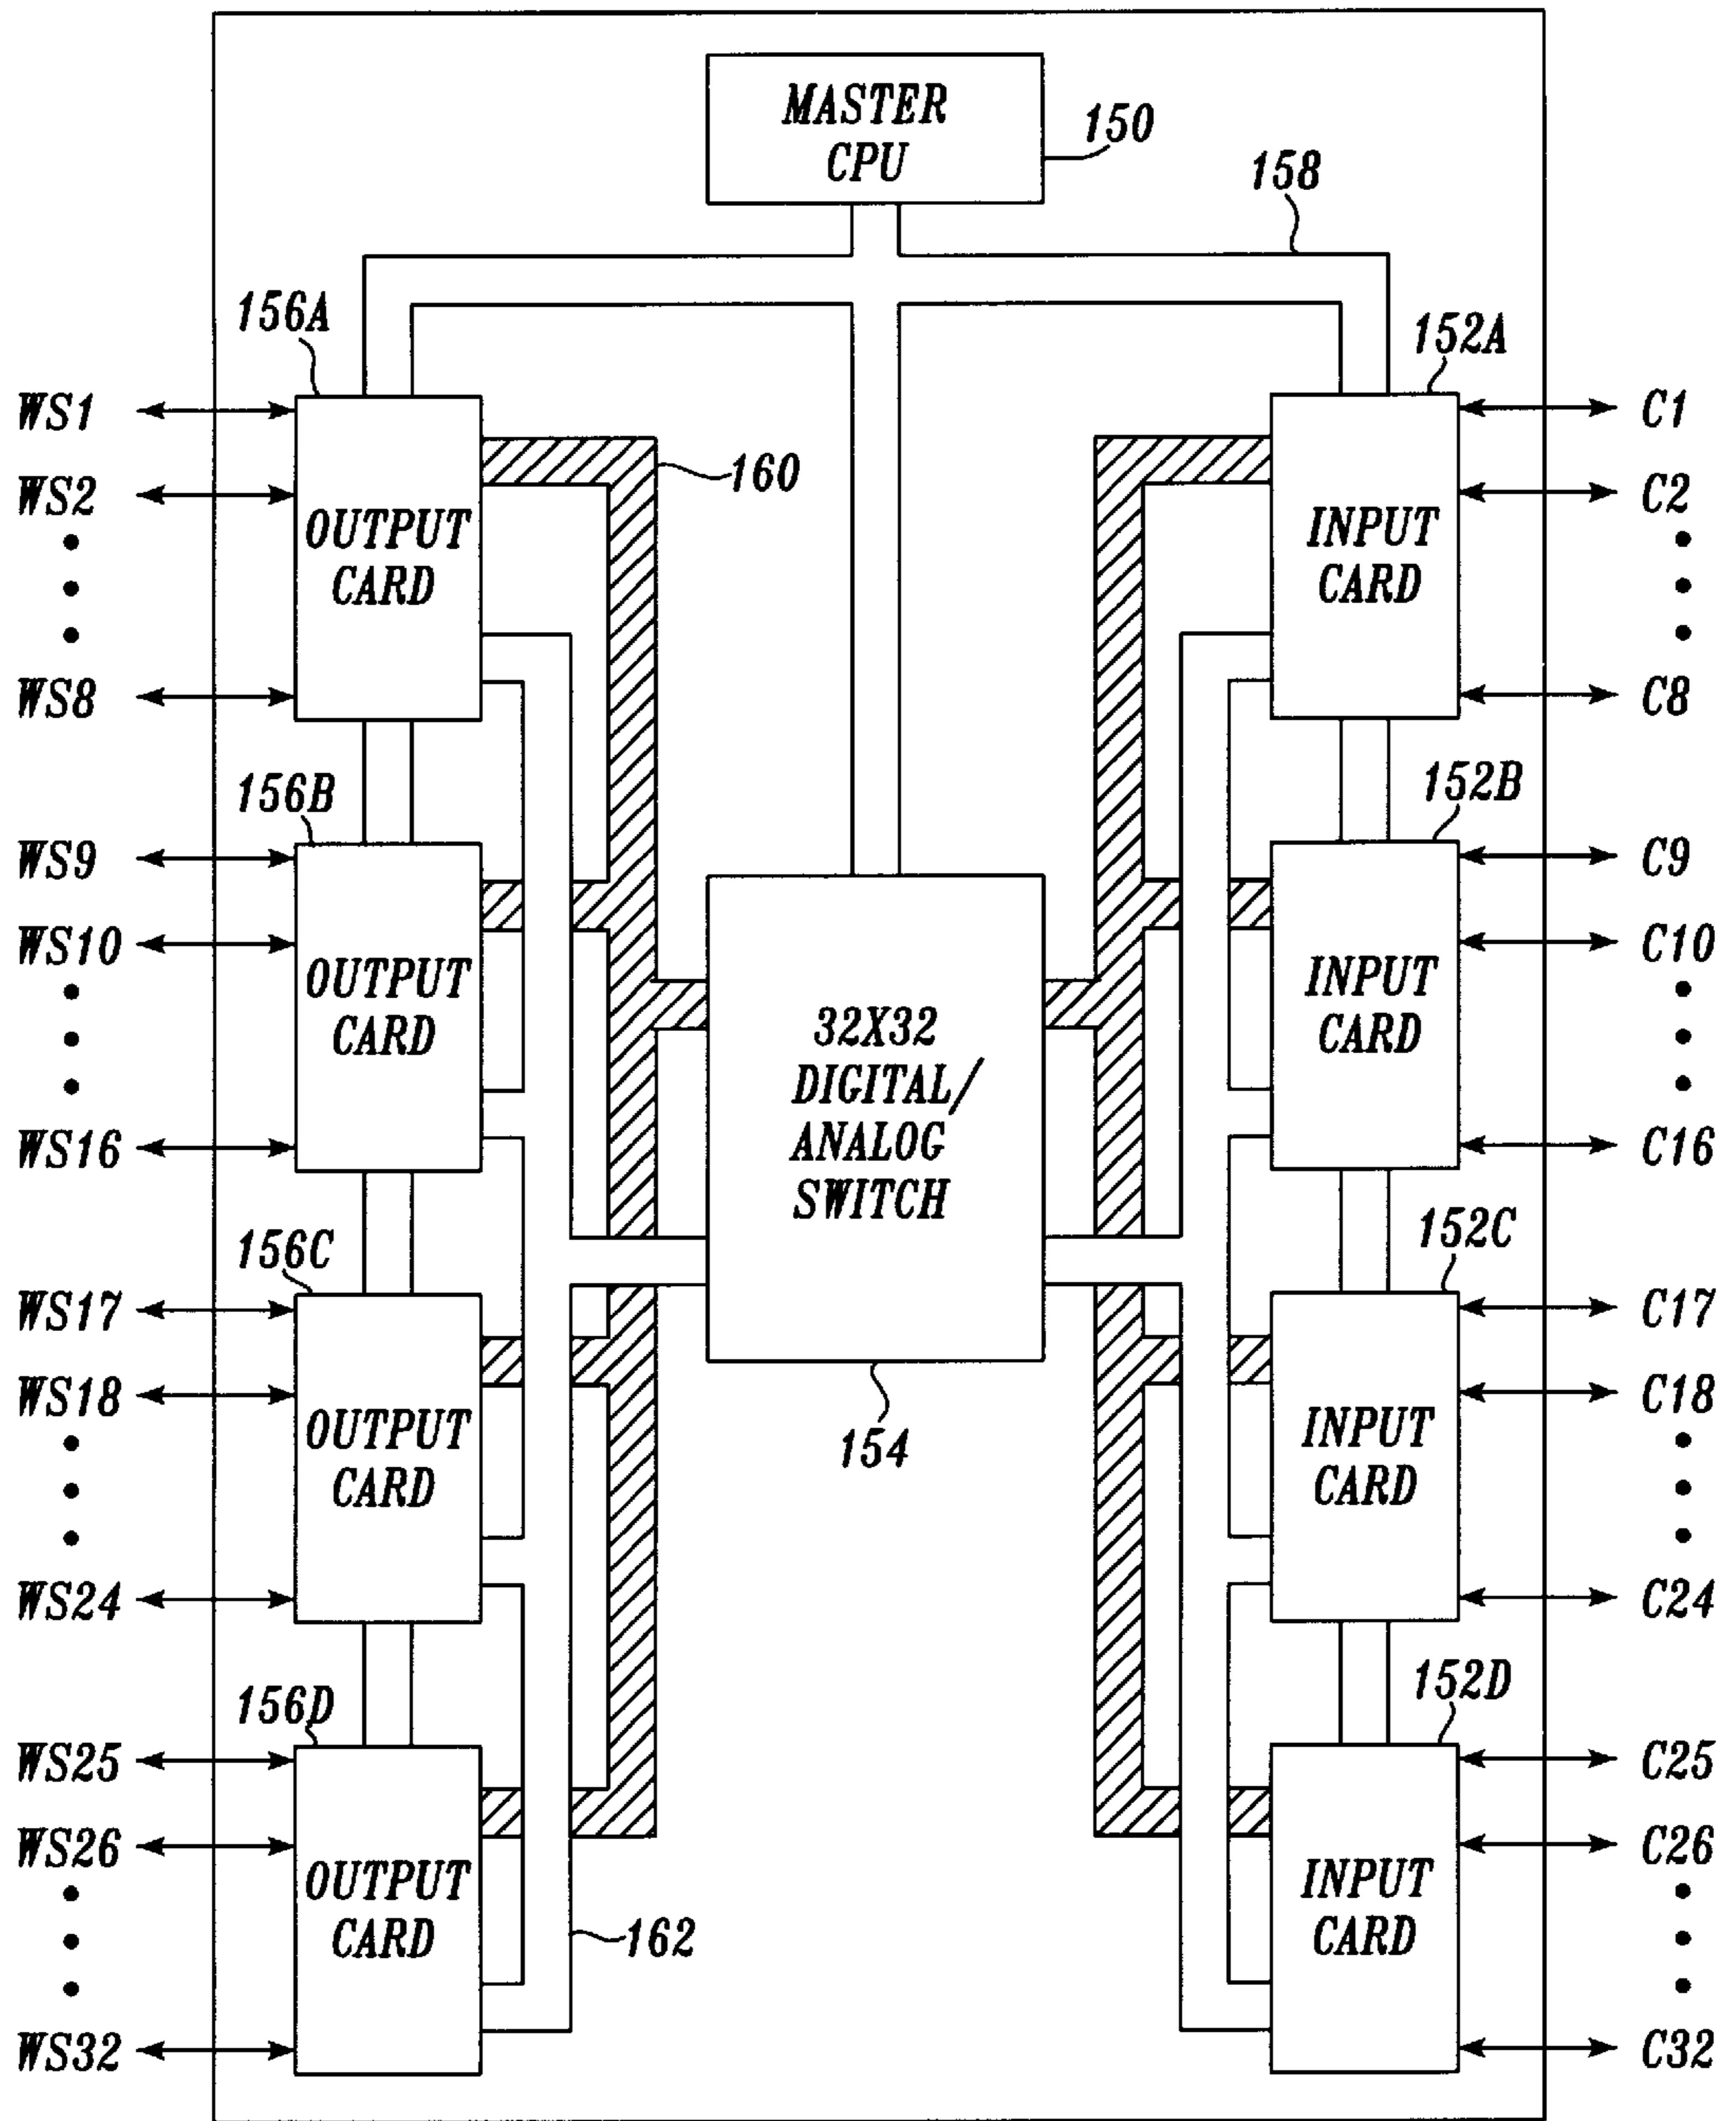 MASTER
CPU
150
158
156A
152A
WS1
C1
WS2
C2
160
OUTPUT
CARD
INPUT
CARD
WS8
C8
156B
152B
WS9
C9
WS10
C10
OUTPUT
CARD
INPUT
CARD
32X32
DIGITAL/
ANALOG
SWITCH
WS16
C16
156C
152C
WS17
C17
WS18
C18
OUTPUT
CARD
INPUT
CARD
154
WS24
C24
156D
152D
WS25
C25
WS26
C26
OUTPUT
CARD
INPUT
CARD
162
WS32
C32